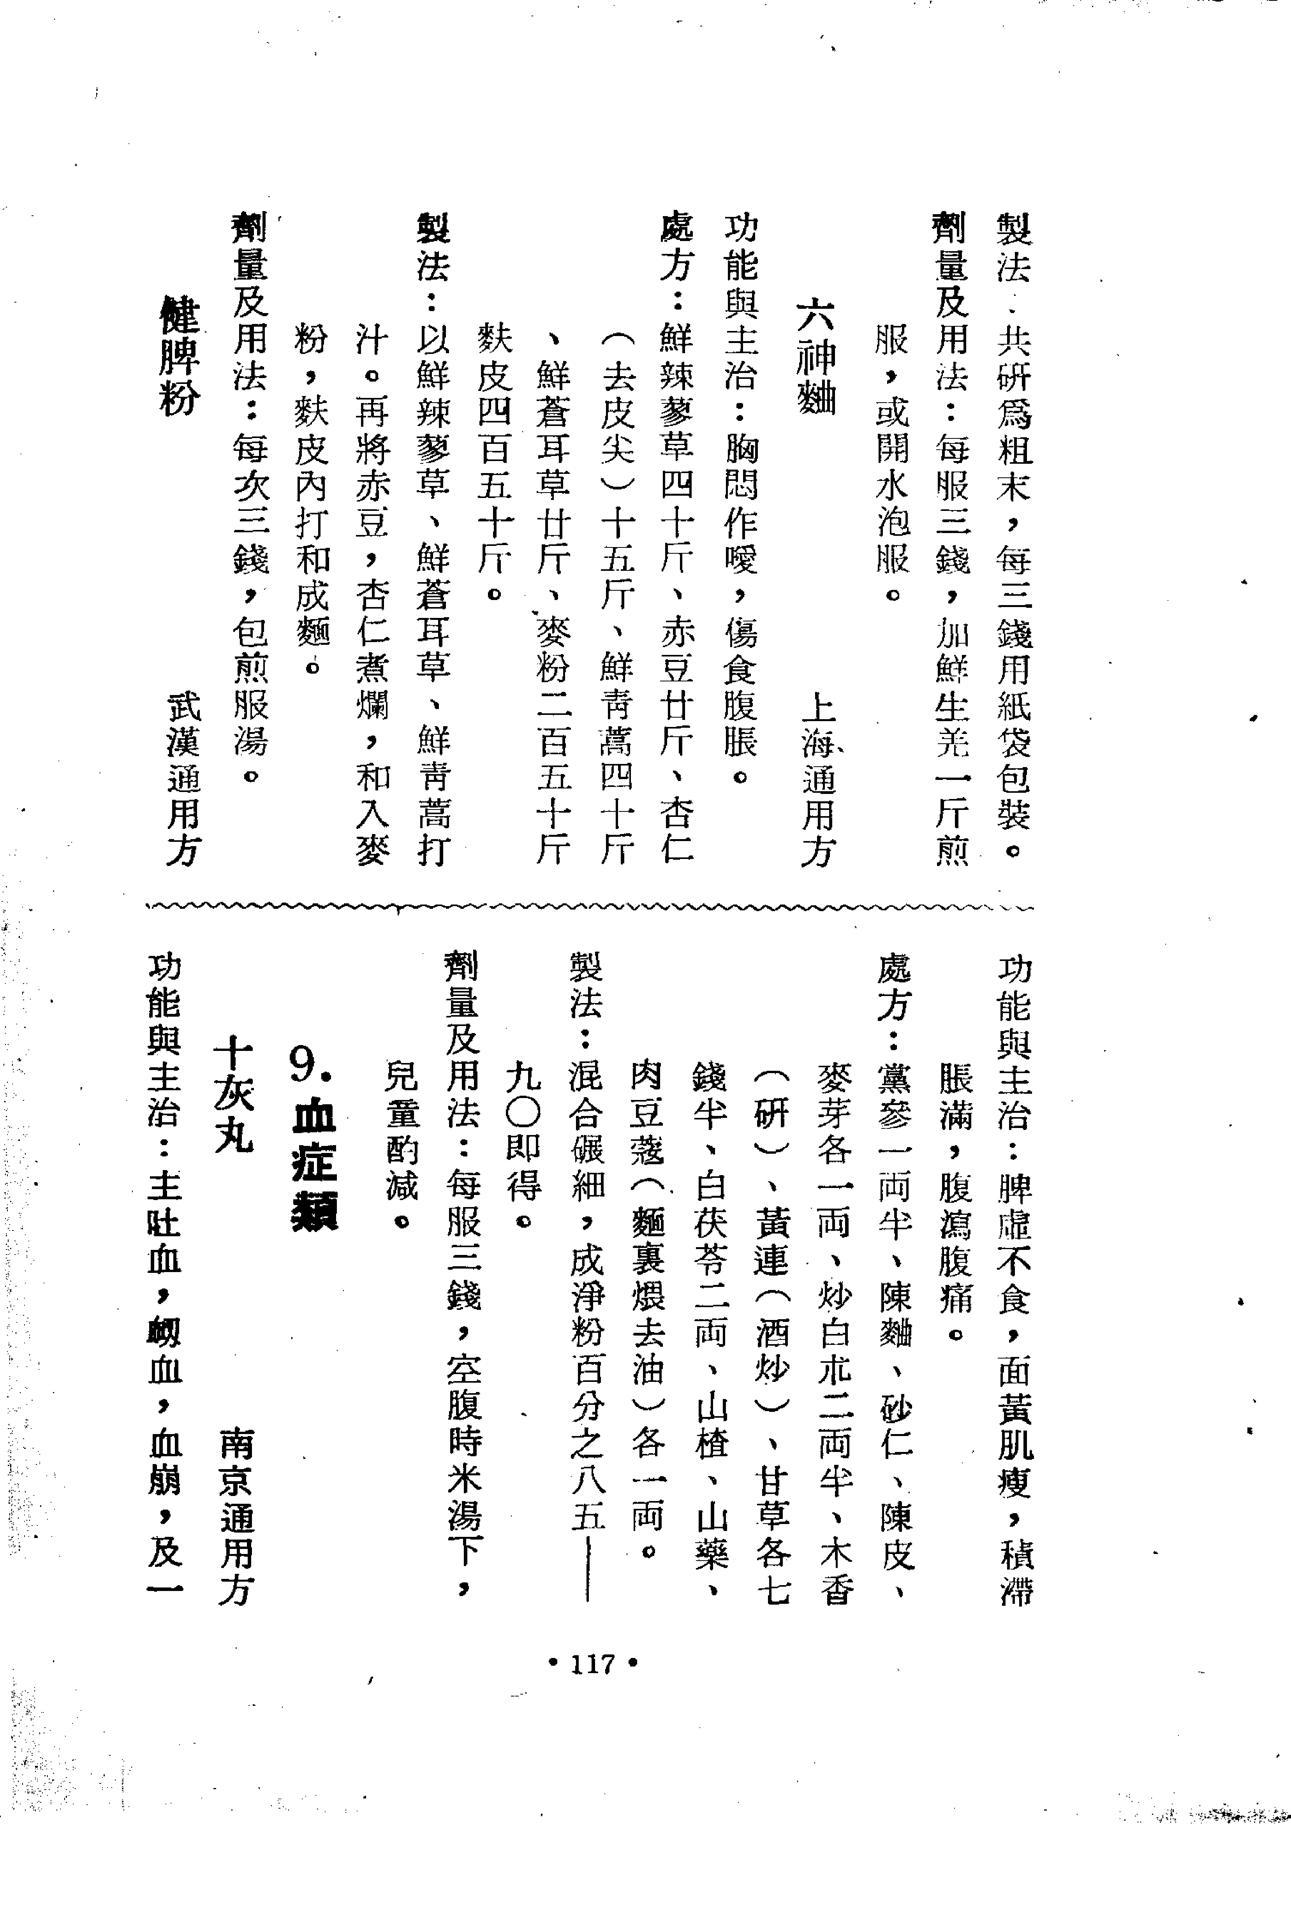 製法：共研爲粗末，每三錢用紙袋包裝。
劑量及用法：每服三錢，加鮮生羌一斤煎
服，或開水泡服。
六神麯　　上海通用方
功能與主治：胸悶作噯，傷食腹脹。
處方：鮮辣蓼草四十斤、赤豆廿斤、杏仁
（去皮尖）十五斤、鮮靑蒿四十斤
、鮮蒼耳草廿斤、麥粉二百五十斤
麩皮四百五十斤。
製法：以鮮辣蓼草、鮮蒼耳草、鮮靑蒿打
汁。再將赤豆，杏仁煮爛，和入麥
粉，麩皮內打和成麵。
劑量及用法：每次三錢，包煎服湯。
健脾粉　　武漢通用方
功能與主治：脾虛不食，面黃肌瘦，積滯
脹滿，腹瀉腹痛。
處方：黨參一両半、陳麯、砂仁、陳皮、
麥芽各一両、炒白朮二両半、木香
（研）、黃連（酒炒）、甘草各七
錢半、白茯苓二両、山楂、山藥、
肉豆蔻（麵裏煨去油）各一両。
製法：混合碾細，成淨粉百分之八五——
九〇即得。
劑量及用法：每服三錢，空腹時米湯下，
兒童酌減。
9.血症類
十灰丸　　南京通用方
功能與主治：主吐血，衂血，血崩，及一
•117•